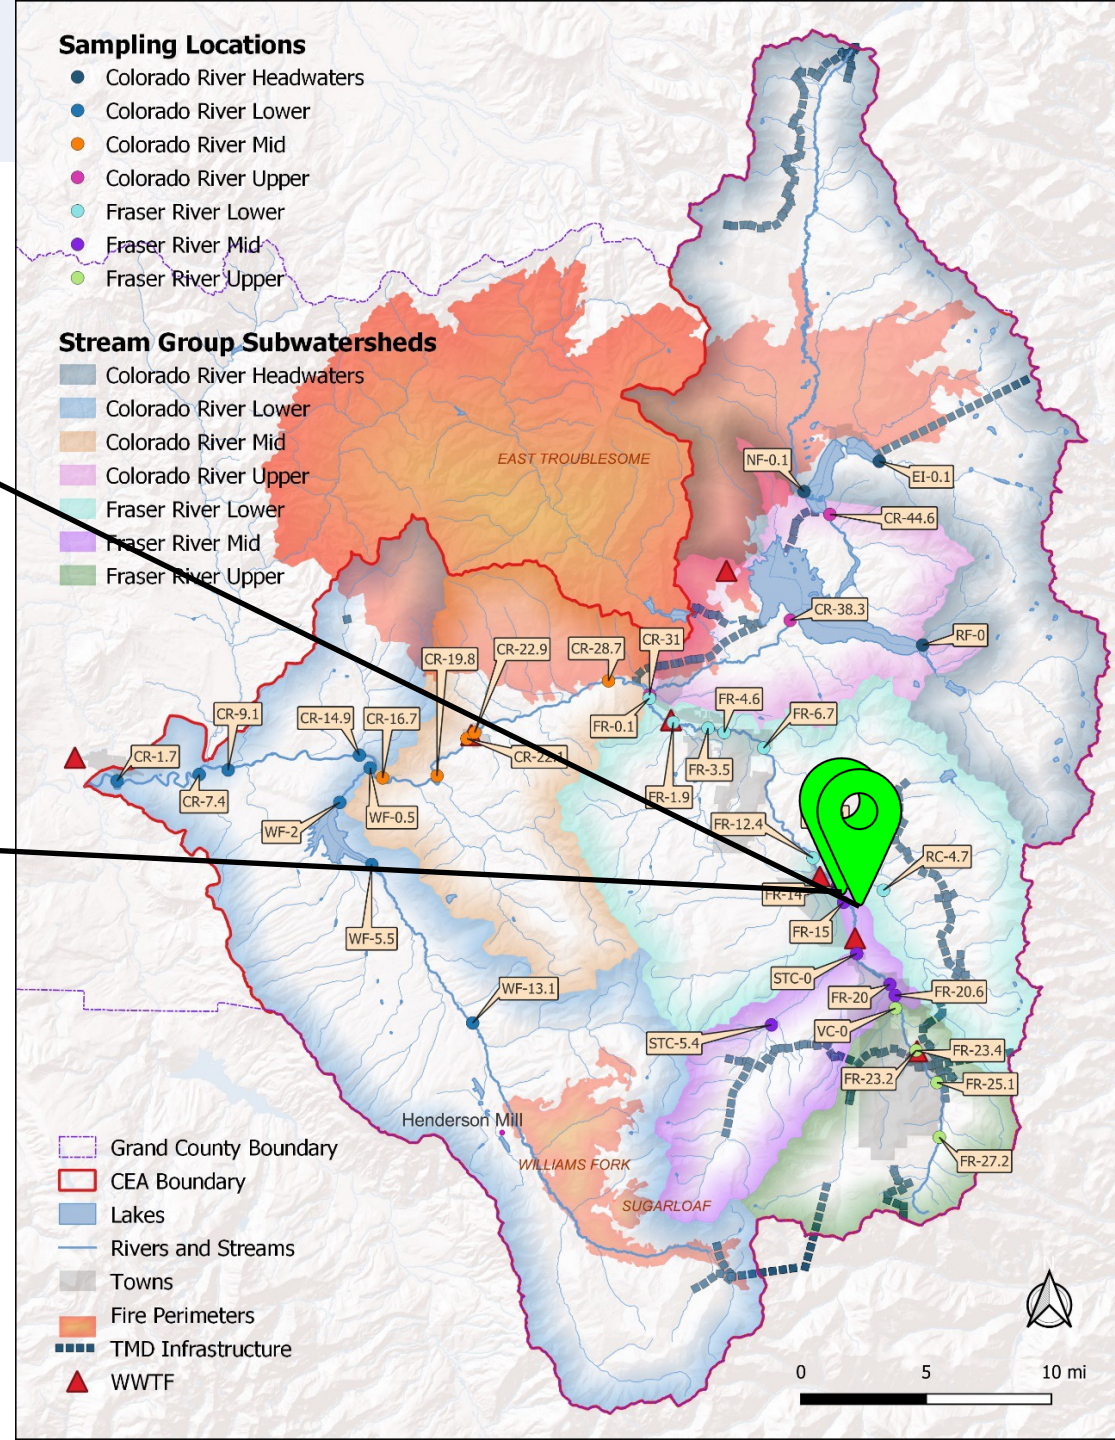 Sampling Locations
Colorado River Headwaters
Colorado River Lower
Colorado River Mid
Colorado River Upper
Fraser River Lower
Fraser River Mid
Fraser River Upper
Stream Group Subwatersheds
Colorado River Headwaters
Colorado River Lower
Colorado River Mid
Colorado River Upper
Fraser River Lower
Fraser River Mid
Fraser River Upper
EAST TROUBLESOME
NF-0.1
EI-0.1
CR-44.6
CR-38.3
RF-0
CR-31
CR-28.7
CR-22.9
CR-19.8
FR-4.6
FR-6.7
FR-0.1
CR-9.1
CR-14.9
CR-16.7
CR-1.7
FR-3.5
FR-1.9
CR-7.4
WF-0.5
WF-2
FR-12.4
RC-4.7
FR-14
FR-15
WF-5.5
STC-0
WF-13.1
FR-20
FR-20.6
VC-0
STC-5.4
FR-23.4
FR-23.2
FR-25.1
Henderson Mill
WILLIAMS FORK
FR-27.2
SUGARLOAF
Grand County Boundary
CEA Boundary
Lakes
Rivers and Streams
Towns
Fire Perimeters
TMD Infrastructure
WWTF
0 5 10 mi